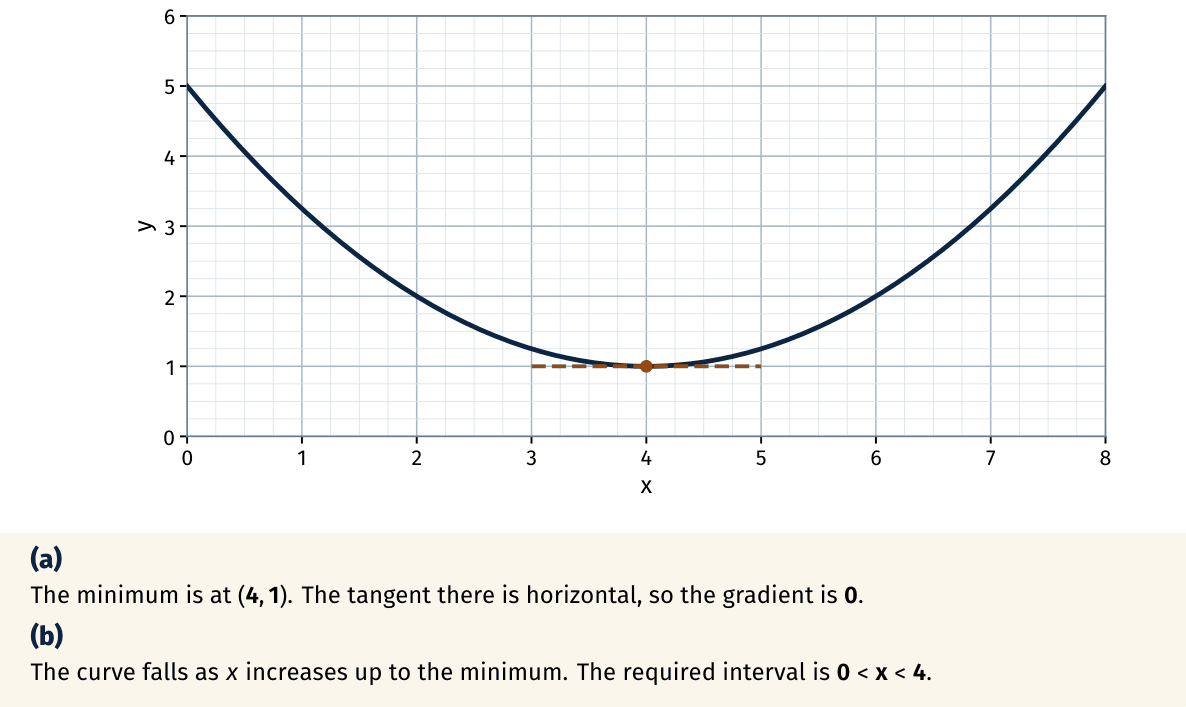 6
5
4
3
2
1
0
y
0 1 2 3 4 5 6 7 8
x
(a)
The minimum is at (4, 1). The tangent there is horizontal, so the gradient is 0.
(b)
The curve falls as x increases up to the minimum. The required interval is 0 < x < 4.